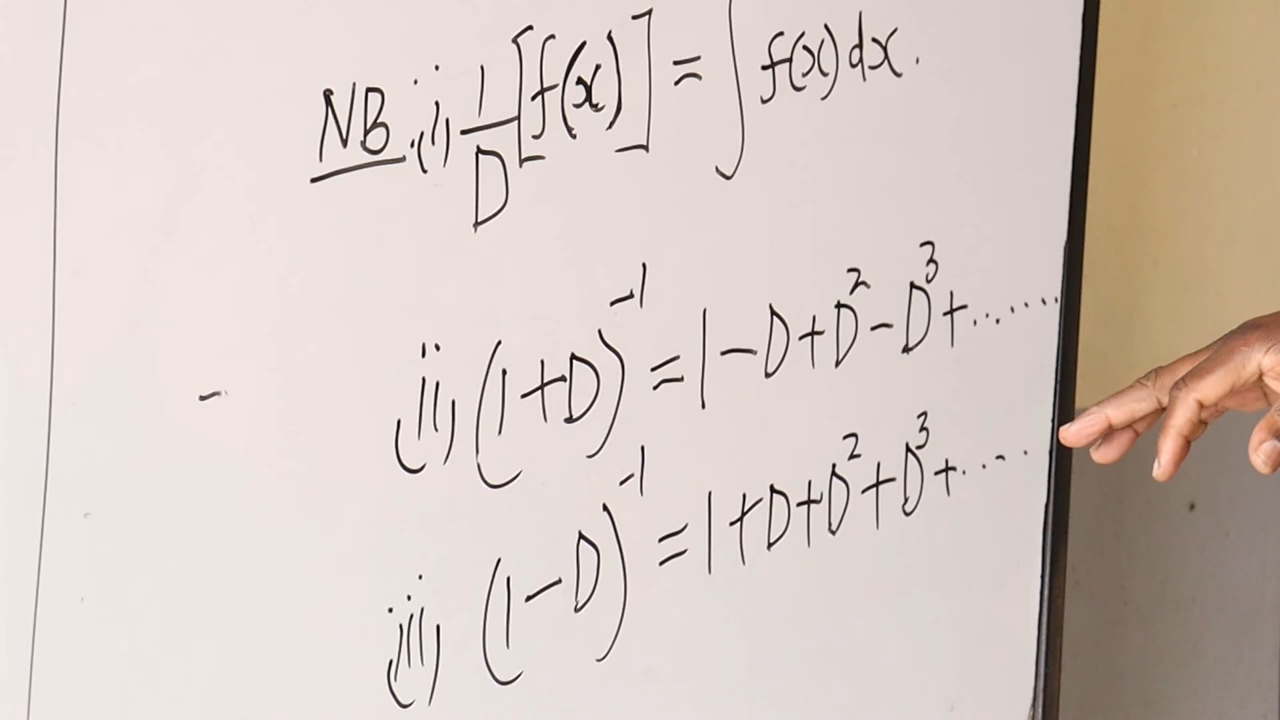 NB. (i) 1/D [f(x)] = ∫ f(x) dx.
(ii) (1+D)⁻¹ = 1 − D + D² − D³ + .......
(iii) (1−D)⁻¹ = 1 + D + D² + D³ + .....